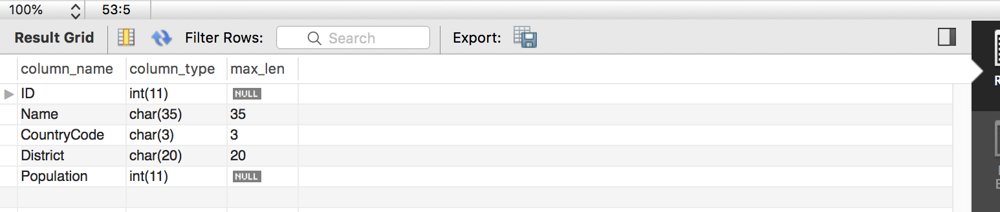 100% 53:5
Result Grid Filter Rows: Search Export:
column_name column_type max_len
ID int(11) NULL
Name char(35) 35
CountryCode char(3) 3
District char(20) 20
Population int(11) NULL